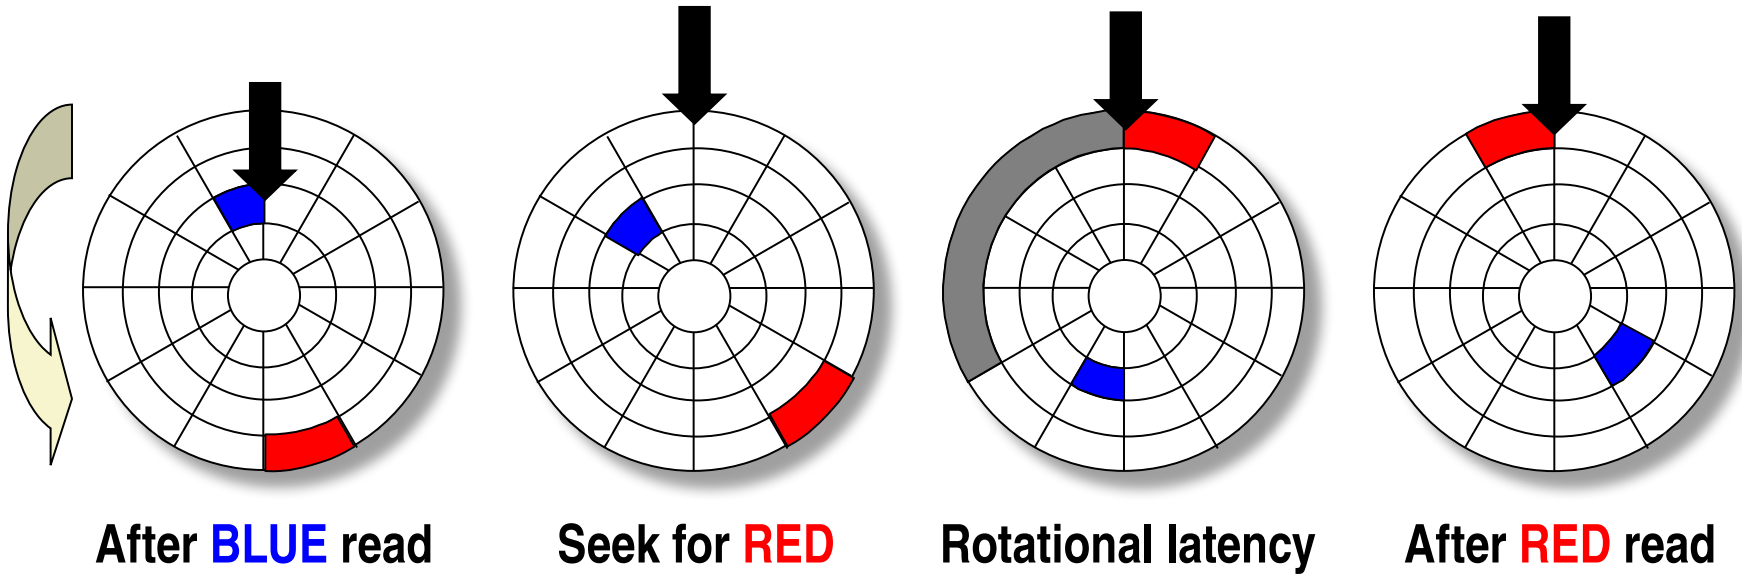 After BLUE read
Seek for RED
Rotational latency
After RED read